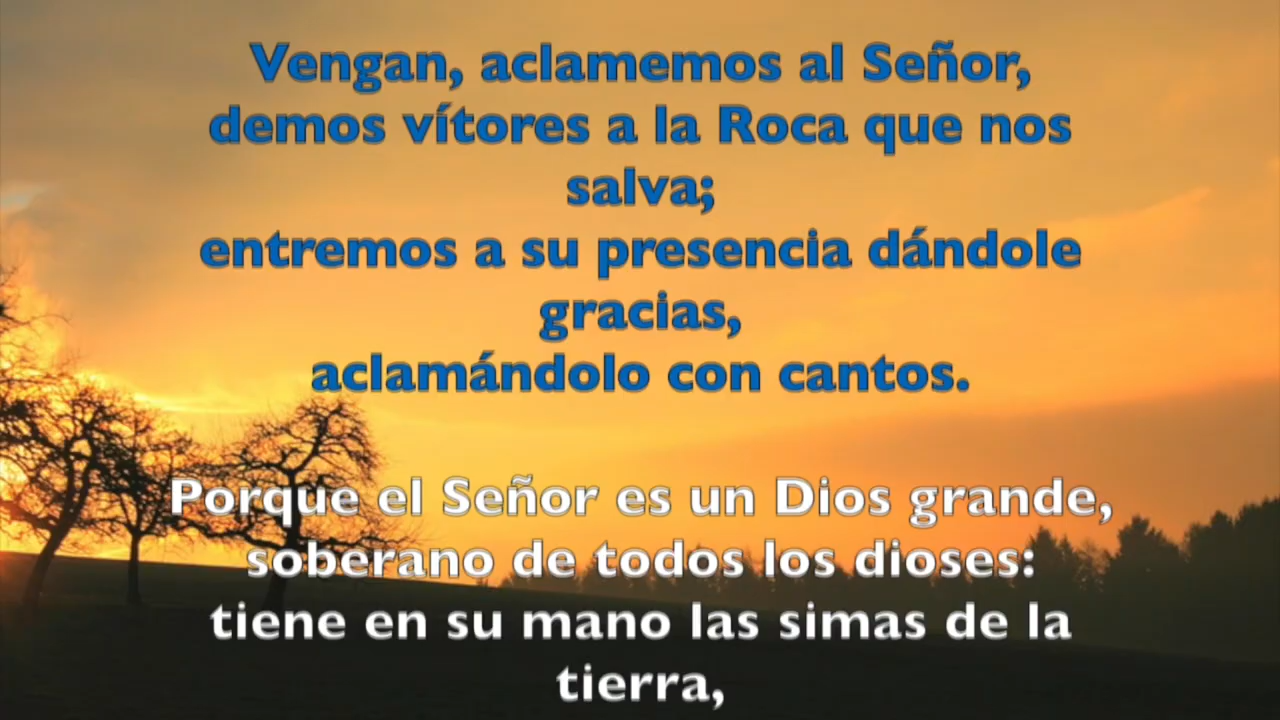 Vengan, aclamemos al Señor,
demos vítores a la Roca que nos
salva;
entremos a su presencia dándole
gracias,
aclamándolo con cantos.
Porque el Señor es un Dios grande,
soberano de todos los dioses:
tiene en su mano las simas de la
tierra,